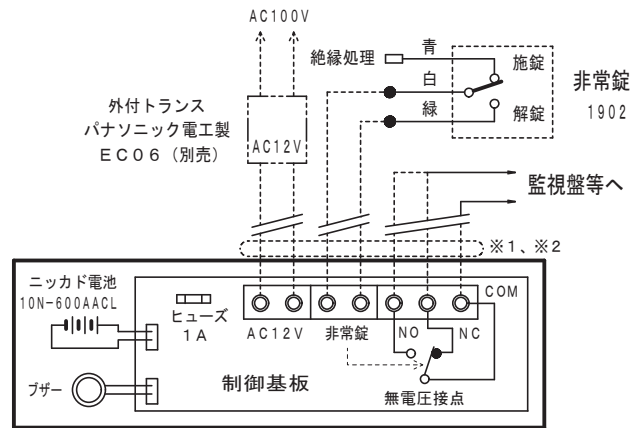 AC100V
絶縁処理
青
白
緑
施錠
解錠
非常錠
1902
外付トランス
パナソニック電工製
EC06（別売）
AC12V
監視盤等へ
※1、※2
ニッカド電池
10N-600AACL
ヒューズ
1A
AC12V
非常錠
NO
NC
COM
ブザー
制御基板
無電圧接点